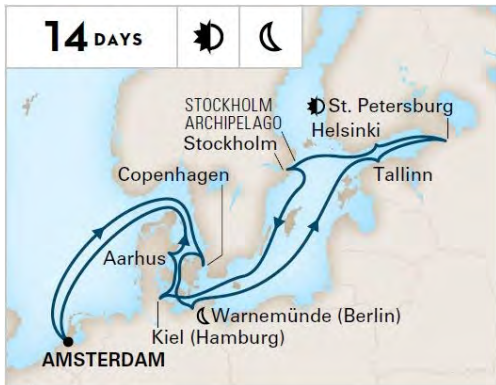 14 DAYS
STOCKHOLM
ARCHIPELAGO
Stockholm
St. Petersburg
Helsinki
Tallinn
Copenhagen
Aarhus
Warnemünde (Berlin)
Kiel (Hamburg)
AMSTERDAM